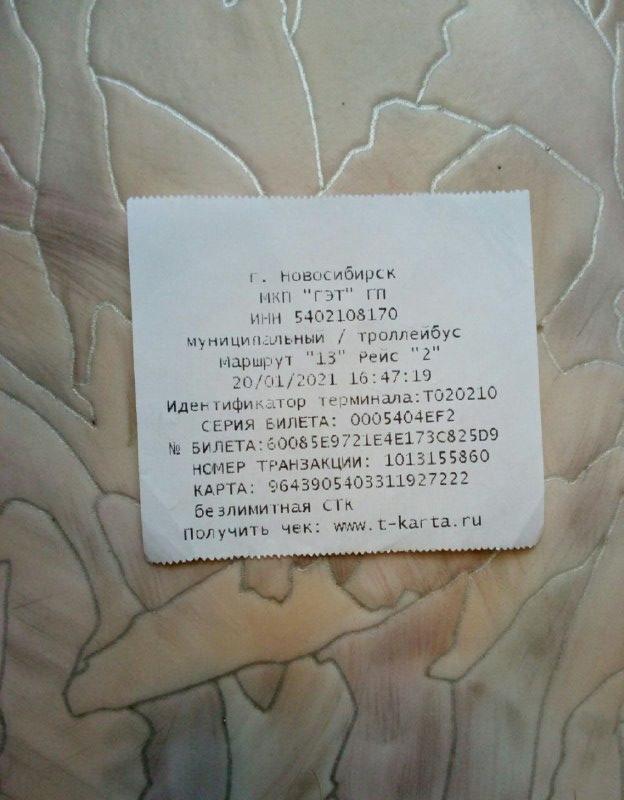 г. Новосибирск
МКП "ГЭТ" ГП
ИНН 5402108170
муниципальный / троллейбус
Маршрут "13" Рейс "2"
20/01/2021 16:47:19
Идентификатор терминала:T020210
СЕРИЯ БИЛЕТА: 0005404EF2
№ БИЛЕТА:60085E9721E4E173C825D9
НОМЕР ТРАНЗАКЦИИ: 1013155860
КАРТА: 9643905403311927222
безлимитная СТК
Получить чек: www.t-karta.ru